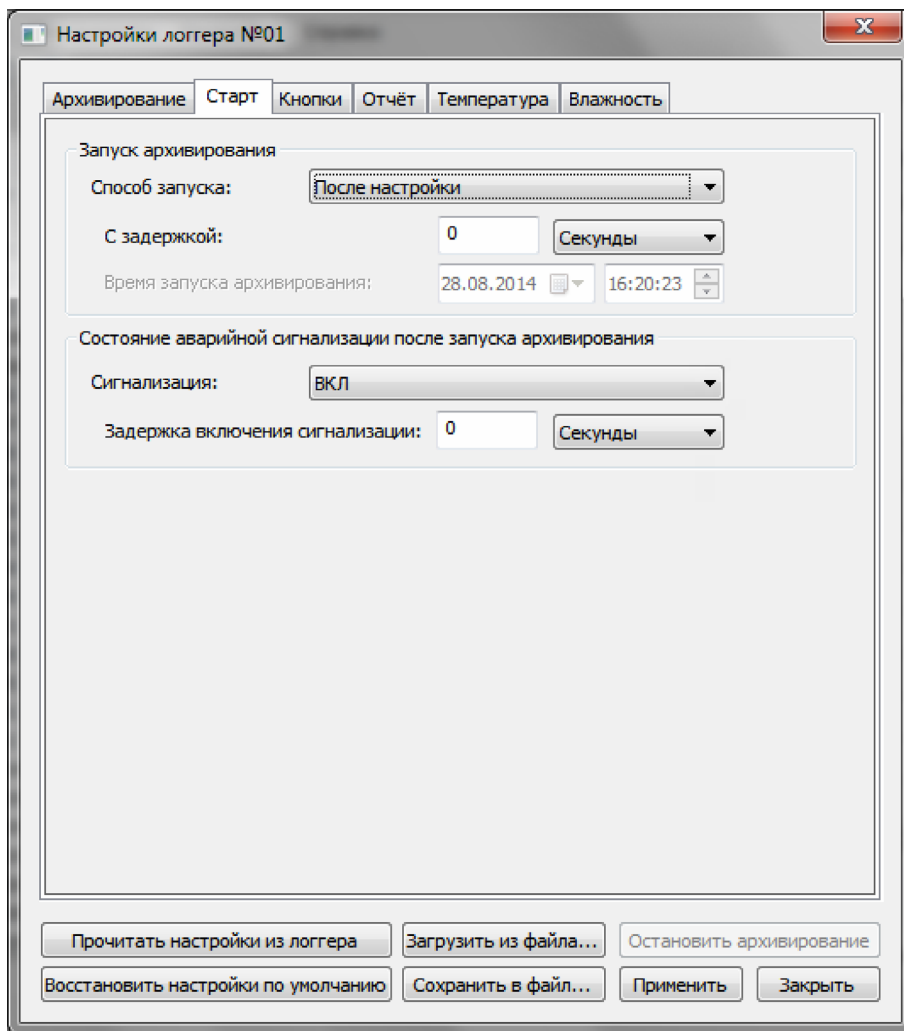 Настройки логгера №01
Архивирование Старт Кнопки Отчёт Температура Влажность
Запуск архивирования
Способ запуска: После настройки
С задержкой: 0 Секунды
Время запуска архивирования: 28.08.2014 16:20:23
Состояние аварийной сигнализации после запуска архивирования
Сигнализация: ВКЛ
Задержка включения сигнализации: 0 Секунды
Прочитать настройки из логгера Загрузить из файла... Остановить архивирование
Восстановить настройки по умолчанию Сохранить в файл... Применить Закрыть